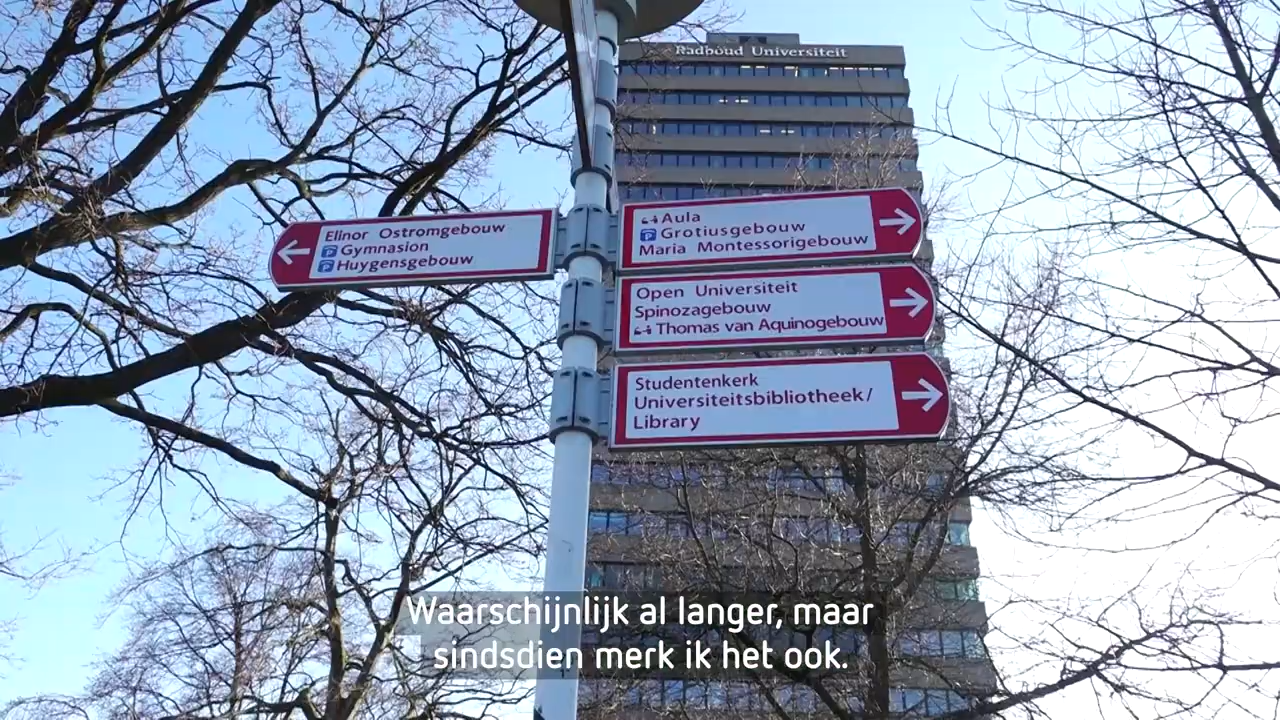 Radboud Universiteit
Elinor Ostromgebouw
P Gymnasion
P Huygensgebouw
Aula
P Grotiusgebouw
Maria Montessorigebouw
Open Universiteit
Spinozagebouw
Thomas van Aquinogebouw
Studentenkerk
Universiteitsbibliotheek/
Library
Waarschijnlijk al langer, maar
sindsdien merk ik het ook.